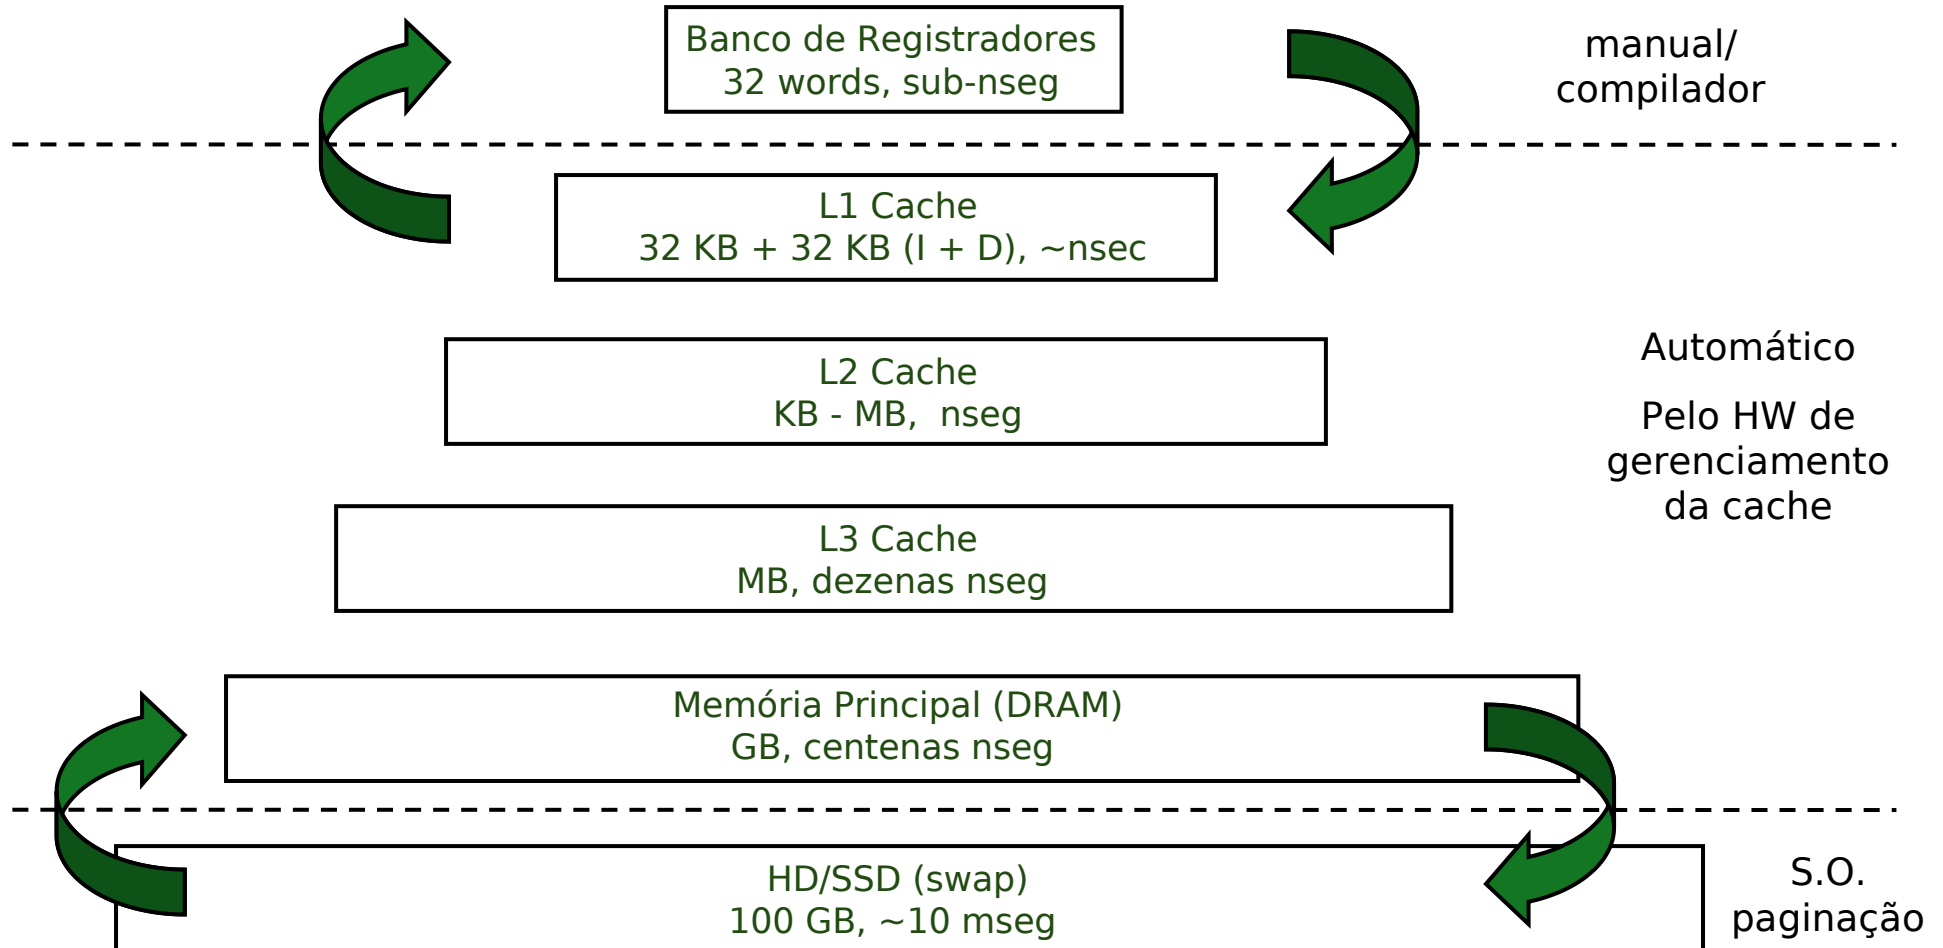 Banco de Registradores
32 words, sub-nseg
manual/
compilador
L1 Cache
32 KB + 32 KB (I + D), ~nsec
L2 Cache
KB - MB,  nseg
Automático
Pelo HW de
gerenciamento
da cache
L3 Cache
MB, dezenas nseg
Memória Principal (DRAM)
GB, centenas nseg
HD/SSD (swap)
100 GB, ~10 mseg
S.O.
paginação